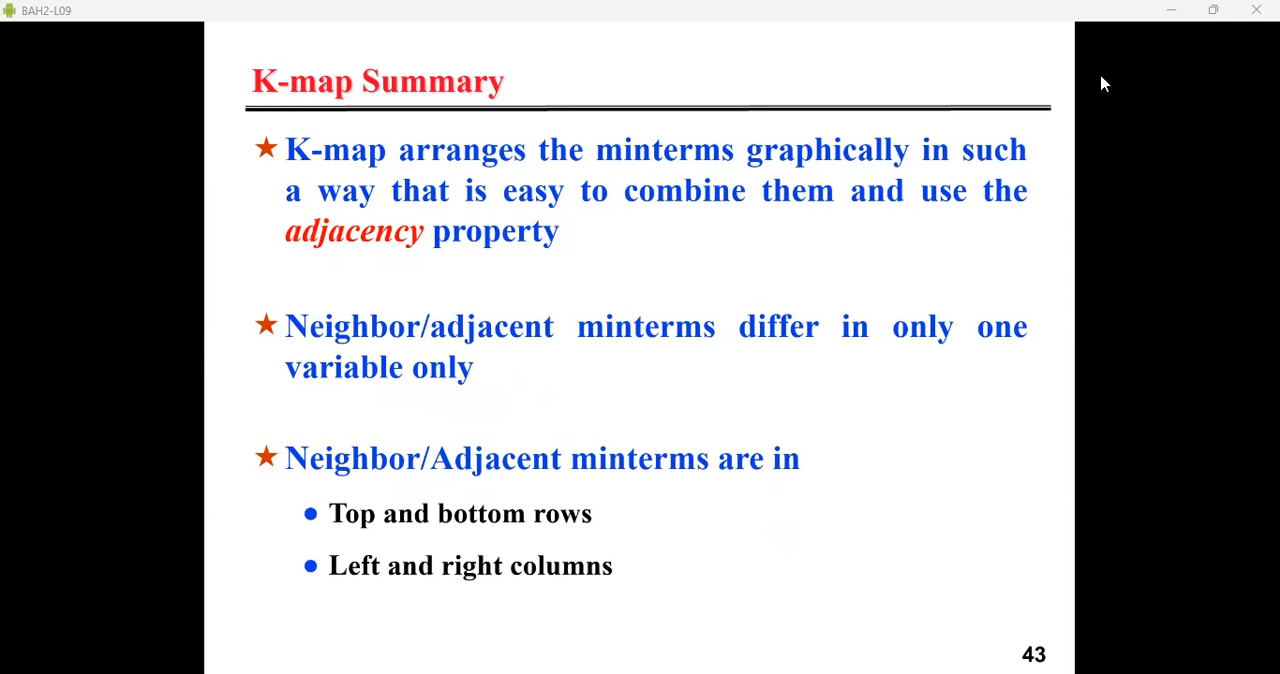 BAH2-L09
K-map Summary
K-map arranges the minterms graphically in such
a way that is easy to combine them and use the
adjacency property
Neighbor/adjacent minterms differ in only one
variable only
Neighbor/Adjacent minterms are in
Top and bottom rows
Left and right columns
43